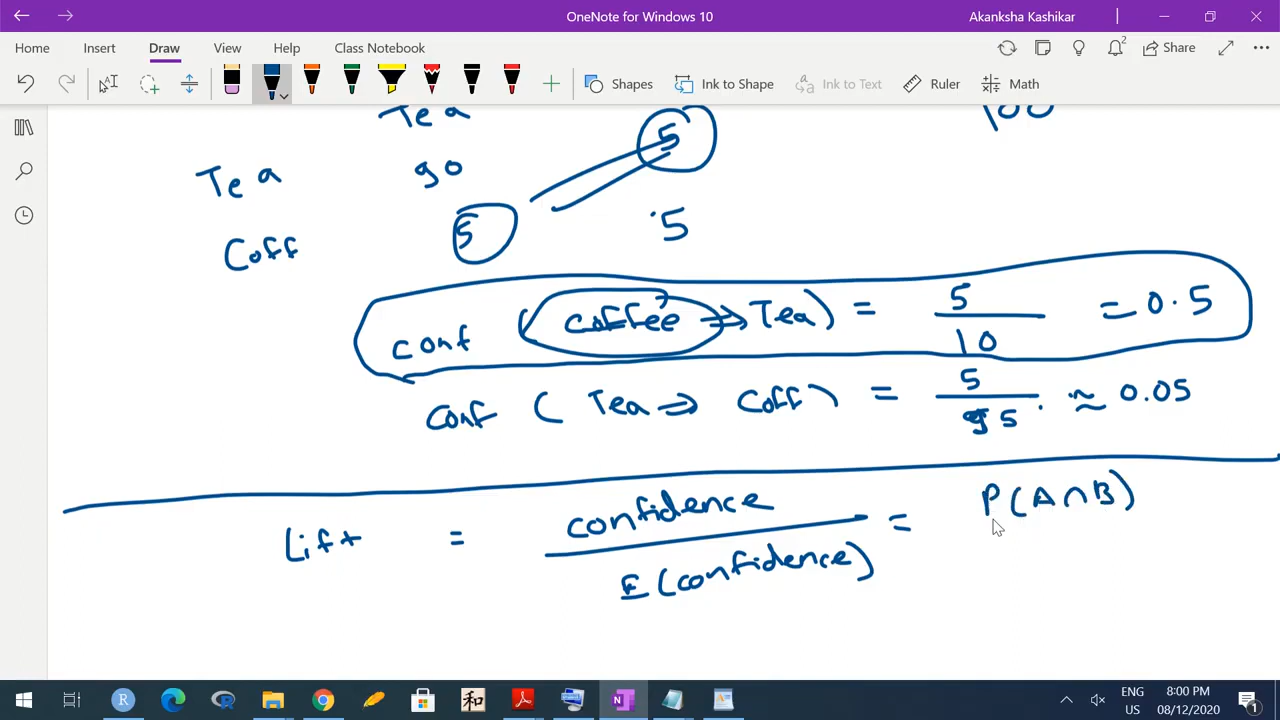 OneNote for Windows 10
Akanksha Kashikar
Home Insert Draw View Help Class Notebook
2
Share
Shapes Ink to Shape Ink to Text Ruler Math
Tea 5 100
Tea 90
5 5
Coff
conf (coffee ⇒ Tea) = 5/10 = 0.5
conf (Tea ⇒ Coff) = 5/95 ≈ 0.05
Lift = confidence / E(confidence) = P(A∩B)
ENG 8:00 PM
US 08/12/2020
1